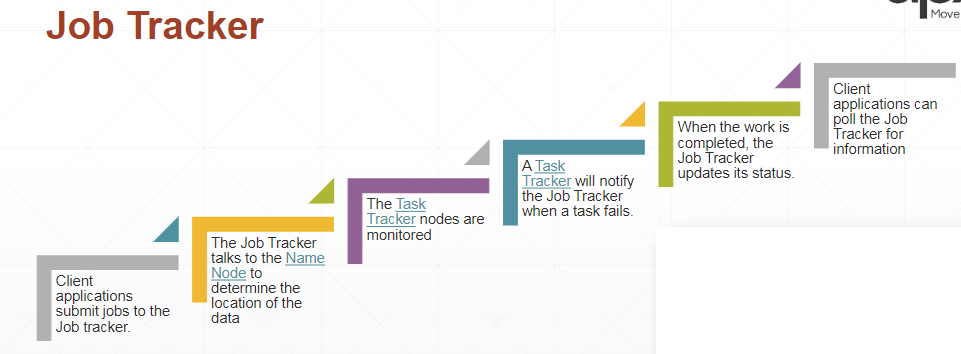 Job Tracker
Move
Client
applications
submit jobs to the
Job tracker.
The Job Tracker
talks to the Name
Node to
determine the
location of the
data
The Task
Tracker nodes are
monitored
A Task
Tracker will notify
the Job Tracker
when a task fails.
When the work is
completed, the
Job Tracker
updates its status.
Client
applications can
poll the Job
Tracker for
information